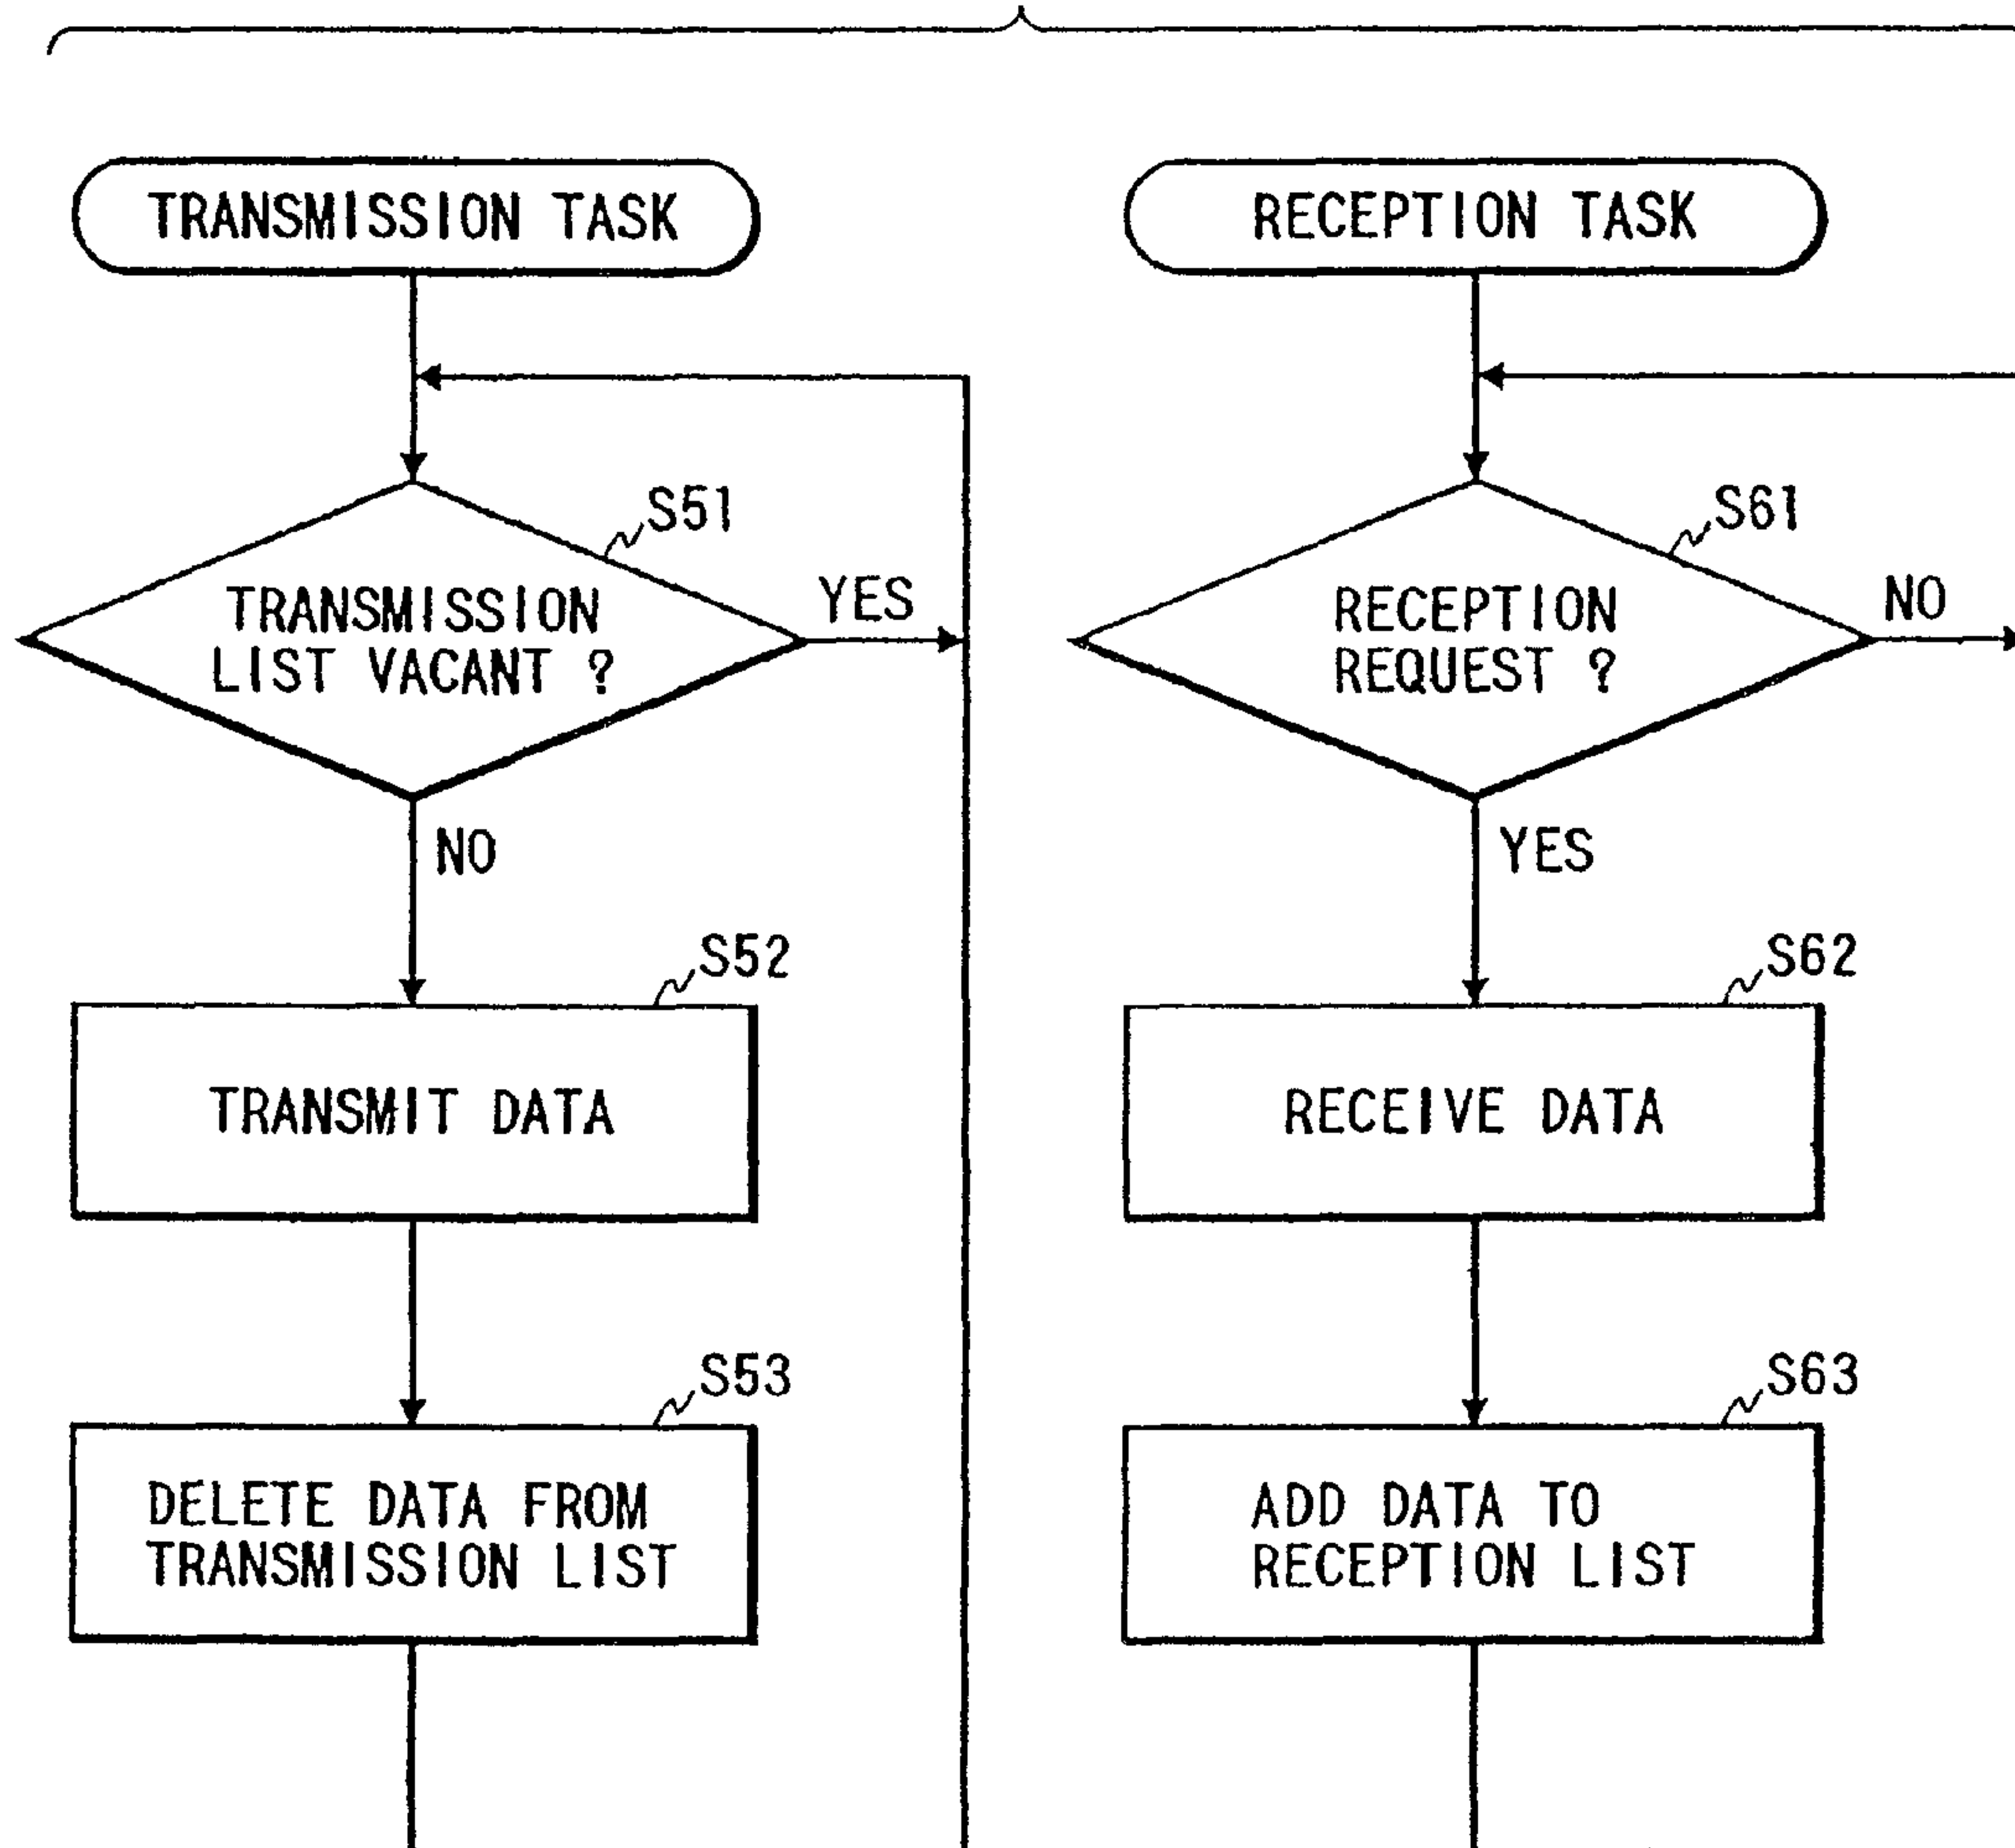 TRANSMISSION TASK
S51
TRANSMISSION
LIST VACANT ?
YES
NO
S52
TRANSMIT DATA
S53
DELETE DATA FROM
TRANSMISSION LIST
RECEPTION TASK
S61
RECEPTION
REQUEST ?
NO
YES
S62
RECEIVE DATA
S63
ADD DATA TO
RECEPTION LIST